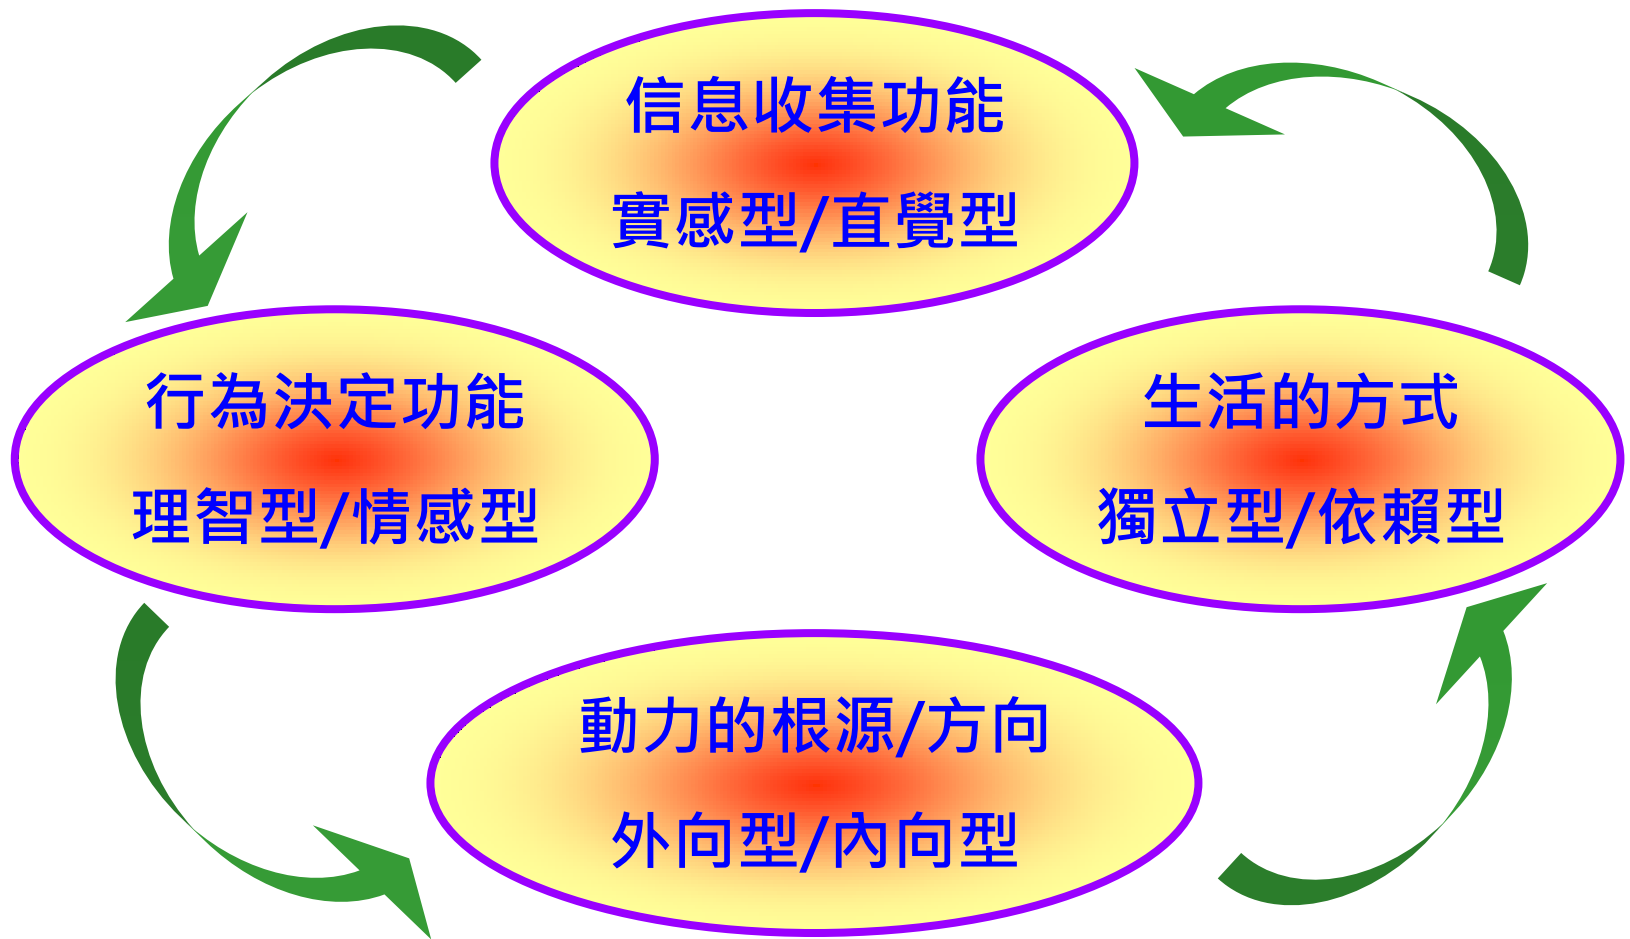 信息收集功能
實感型/直覺型
行為決定功能
理智型/情感型
生活的方式
獨立型/依賴型
動力的根源/方向
外向型/內向型